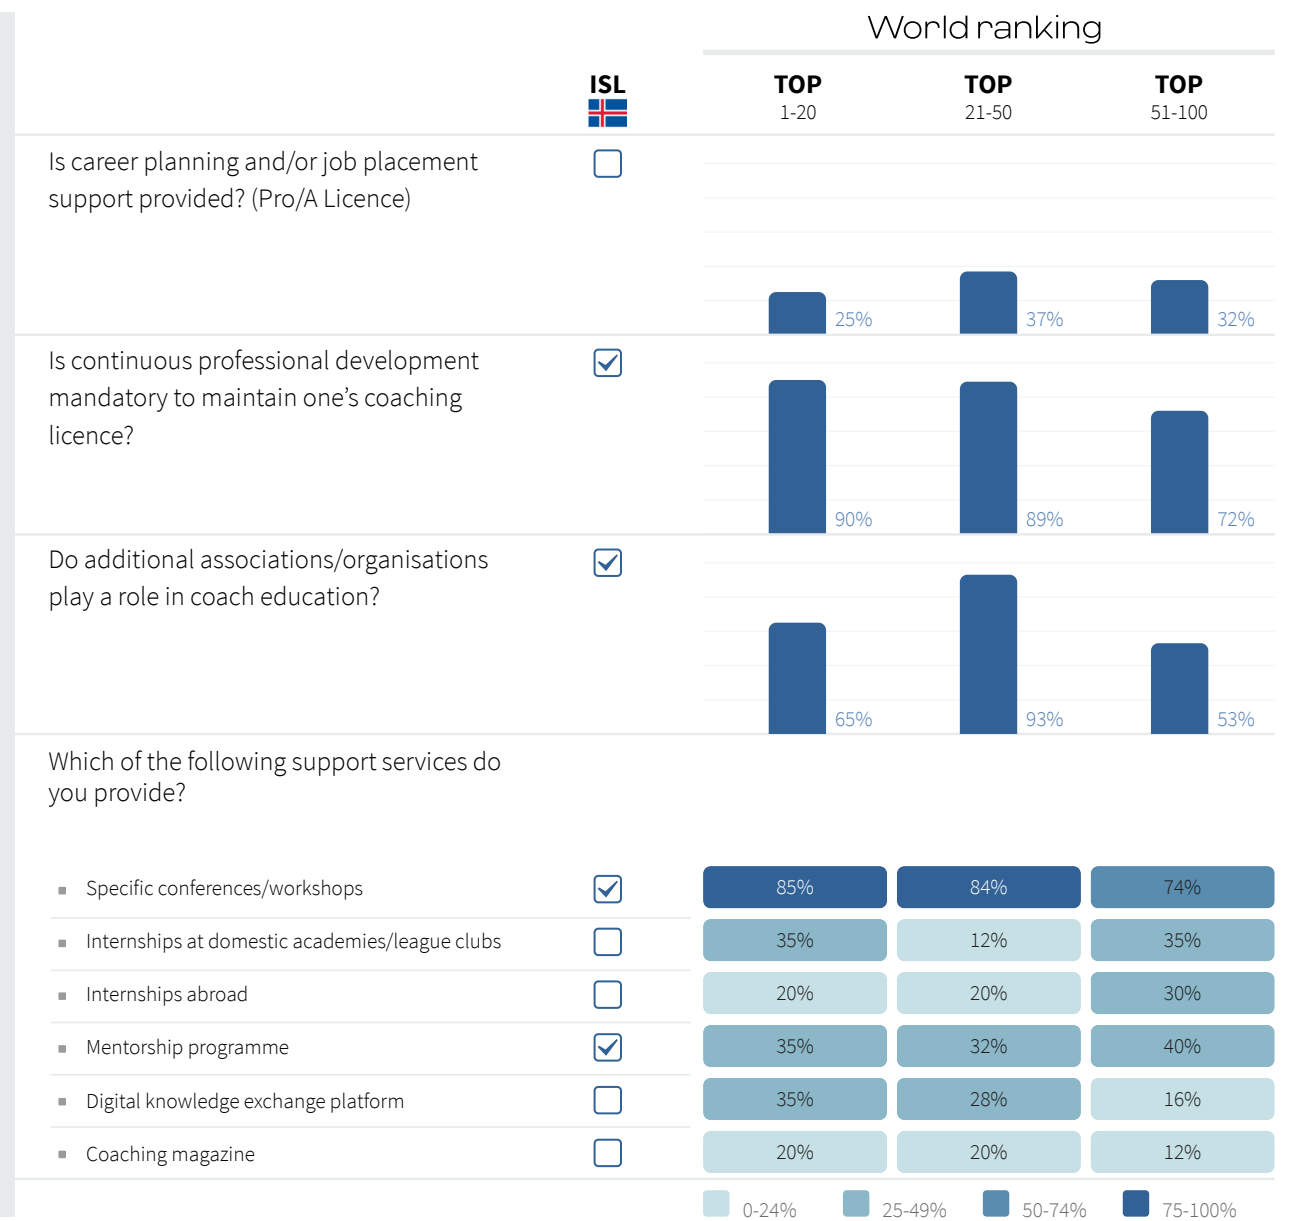 World ranking
ISL
TOP
TOP
TOP
1-20
21-50
51-100
Is career planning and/or job placement
support provided? (Pro/A Licence)
25%
37%
32%
Is continuous professional development
mandatory to maintain one’s coaching
licence?
90%
89%
72%
Do additional associations/organisations
play a role in coach education?
65%
93%
53%
Which of the following support services do
you provide?
Specific conferences/workshops
85%
84%
74%
Internships at domestic academies/league clubs
35%
12%
35%
Internships abroad
20%
20%
30%
Mentorship programme
35%
32%
40%
Digital knowledge exchange platform
35%
28%
16%
Coaching magazine
20%
20%
12%
0-24%
25-49%
50-74%
75-100%